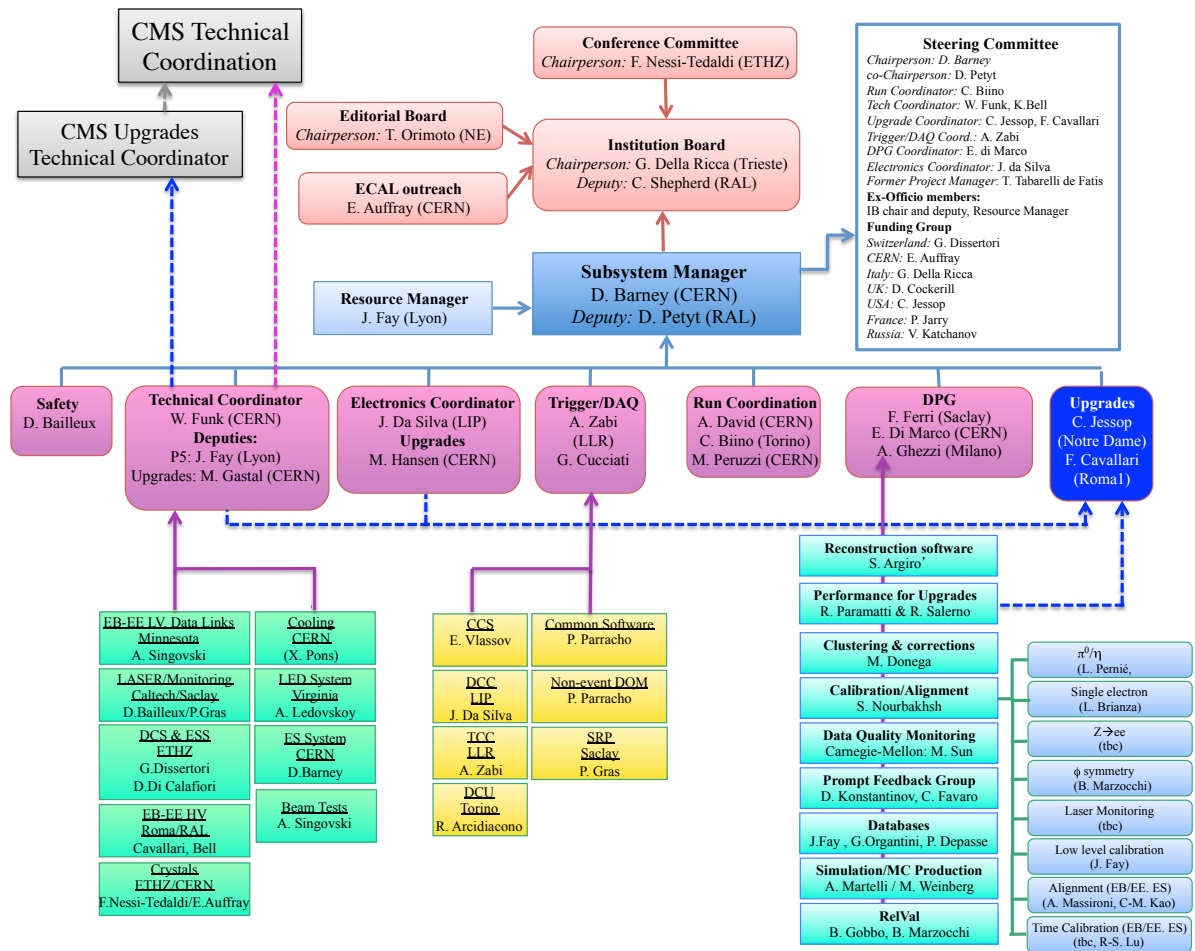 CMS Technical
Coordination
CMS Upgrades
Technical Coordinator
Conference Committee
Chairperson: F. Nessi-Tedaldi (ETHZ)
Editorial Board
Chairperson: T. Orimoto (NE)
ECAL outreach
E. Auffray (CERN)
Institution Board
Chairperson: G. Della Ricca (Trieste)
Deputy: C. Shepherd (RAL)
Steering Committee
Chairperson: D. Barney
co-Chairperson: D. Petyt
Run Coordinator: C. Biino
Tech Coordinator: W. Funk, K.Bell
Upgrade Coordinator: C. Jessop, F. Cavallari
Trigger/DAQ Coord.: A. Zabi
DPG Coordinator: E. di Marco
Electronics Coordinator: J. da Silva
Former Project Manager: T. Tabarelli de Fatis
Ex-Officio members:
IB chair and deputy, Resource Manager
Funding Group
Switzerland: G. Dissertori
CERN: E. Auffray
Italy: G. Della Ricca
UK: D. Cockerill
USA: C. Jessop
France: P. Jarry
Russia: V. Katchanov
Subsystem Manager
D. Barney (CERN)
Deputy: D. Petyt (RAL)
Resource Manager
J. Fay (Lyon)
Safety
D. Bailleux
Technical Coordinator
W. Funk (CERN)
Deputies:
P5: J. Fay (Lyon)
Upgrades: M. Gastal (CERN)
Electronics Coordinator
J. Da Silva (LIP)
Upgrades
M. Hansen (CERN)
Trigger/DAQ
A. Zabi
(LLR)
G. Cucciati
Run Coordination
A. David (CERN)
C. Biino (Torino)
M. Peruzzi (CERN)
DPG
F. Ferri (Saclay)
E. Di Marco (CERN)
A. Ghezzi (Milano)
Upgrades
C. Jessop
(Notre Dame)
F. Cavallari
(Roma1)
EB-EE LV, Data Links
Minnesota
A. Singovski
LASER/Monitoring
Caltech/Saclay
D.Bailleux/P.Gras
DCS & ESS
ETHZ
G.Dissertori
D.Di Calafiori
EB-EE HV
Roma/RAL
Cavallari, Bell
Crystals
ETHZ/CERN
F.Nessi-Tedaldi/E.Auffray
Cooling
CERN
(X. Pons)
LED System
Virginia
A. Ledovskoy
ES System
CERN
D.Barney
Beam Tests
A. Singovski
CCS
E. Vlassov
DCC
LIP
J. Da Silva
TCC
LLR
A. Zabi
DCU
Torino
R. Arcidiacono
Common Software
P. Parracho
Non-event DQM
P. Parracho
SRP
Saclay
P. Gras
Reconstruction software
S. Argiro'
Performance for Upgrades
R. Paramatti & R. Salerno
Clustering & corrections
M. Donega
Calibration/Alignment
S. Nourbakhsh
Data Quality Monitoring
Carnegie-Mellon: M. Sun
Prompt Feedback Group
D. Konstantinov, C. Favaro
Databases
J.Fay , G.Organtini, P. Depasse
Simulation/MC Production
A. Martelli / M. Weinberg
RelVal
B. Gobbo, B. Marzocchi
π⁰/η
(L. Pernié,
Single electron
(L. Brianza)
Z→ee
(tbc)
ϕ symmetry
(B. Marzocchi)
Laser Monitoring
(tbc)
Low level calibration
(J. Fay)
Alignment (EB/EE. ES)
(A. Massironi, C-M. Kao)
Time Calibration (EB/EE. ES)
(tbc, R-S. Lu)